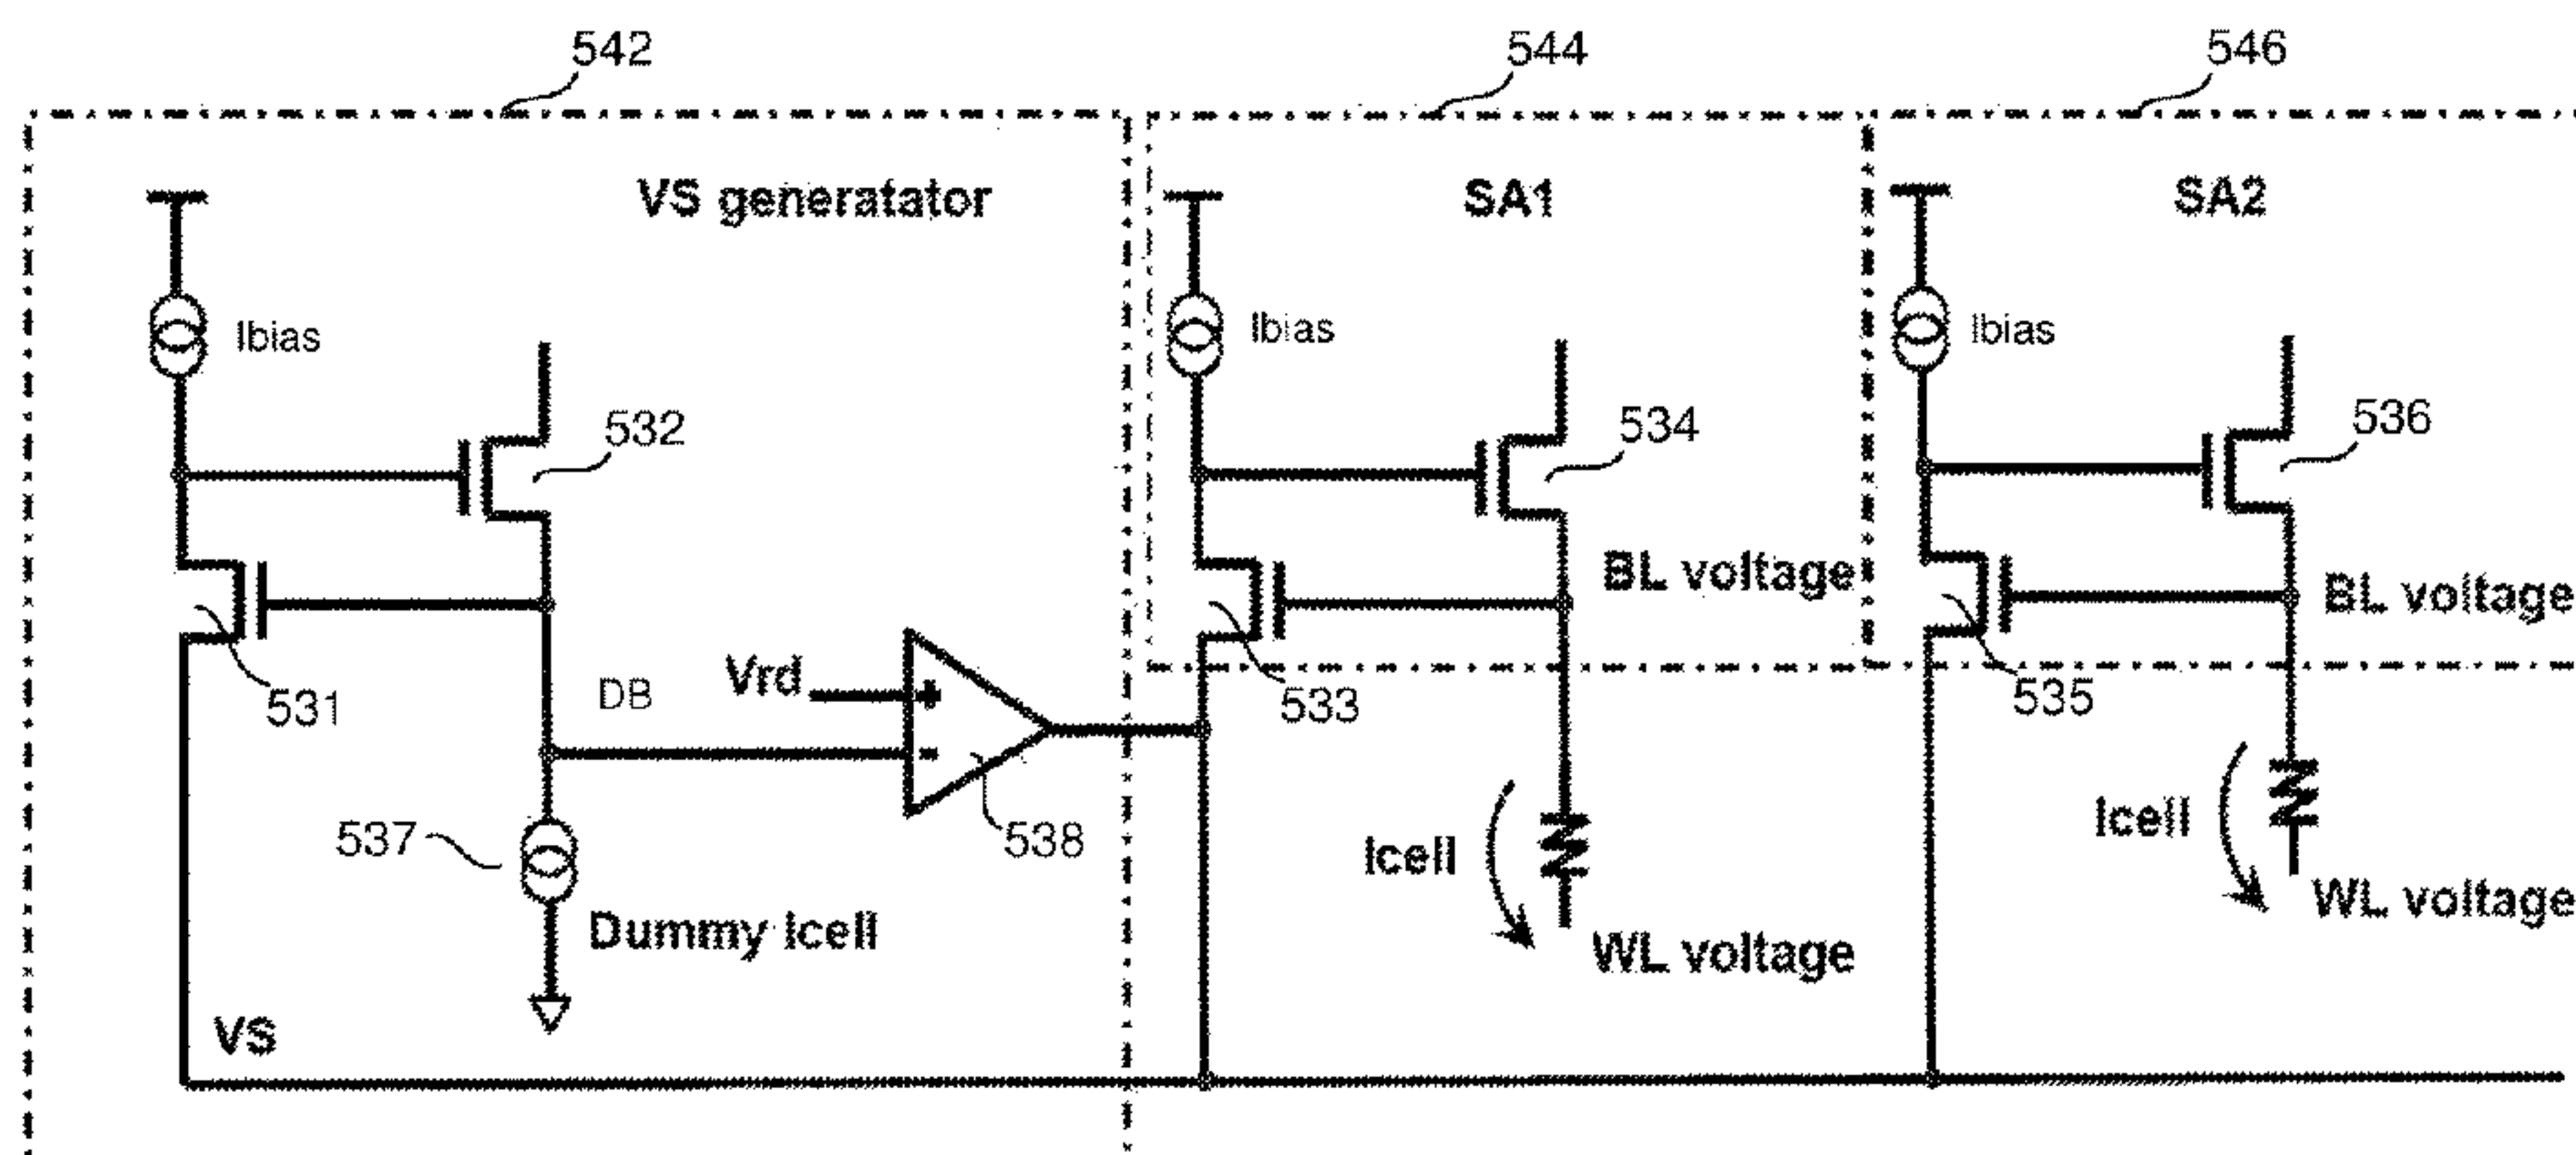 542
544
546
VS generatator
SA1
SA2
Ibias
Ibias
Ibias
532
534
536
BL voltage
BL voltage
531
DB
Vrd
+
-
533
535
537
538
Icell
Icell
Dummy Icell
WL voltage
WL voltage
VS